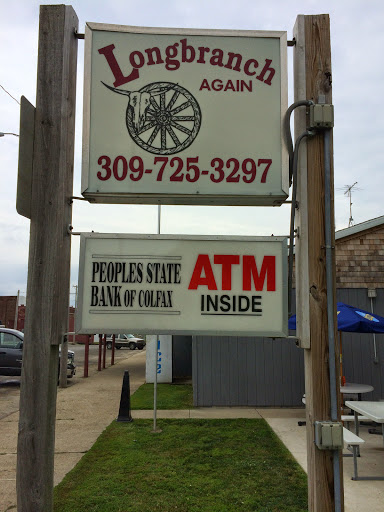 Longbranch
AGAIN
309-725-3297
PEOPLES STATE
BANK OF COLFAX
ATM
INSIDE